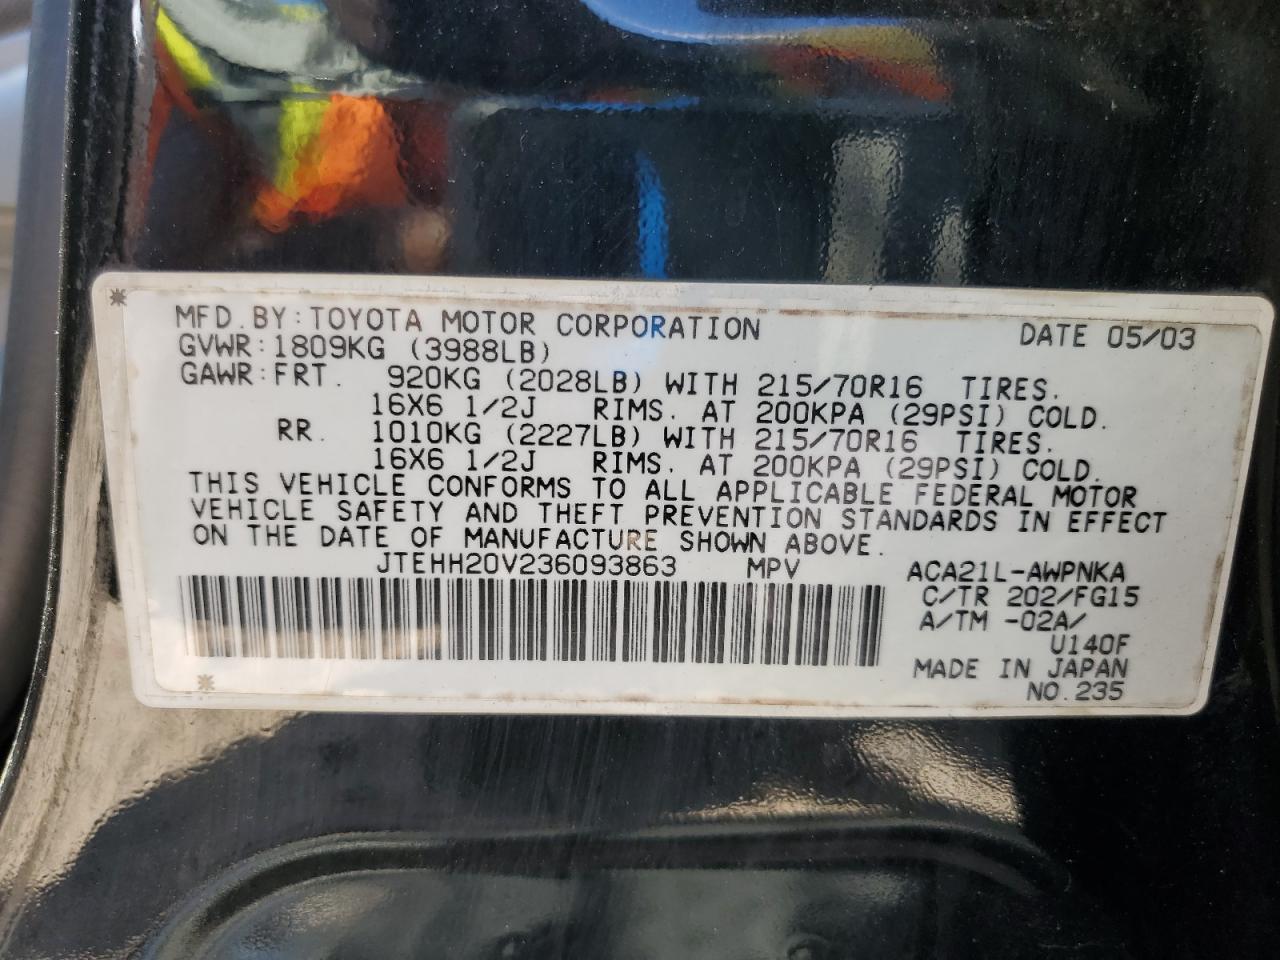 MFD.BY:TOYOTA MOTOR CORPORATION DATE 05/03
GVWR:1809KG (3988LB)
GAWR:FRT. 920KG (2028LB) WITH 215/70R16 TIRES.
16X6 1/2J RIMS. AT 200KPA (29PSI) COLD.
RR. 1010KG (2227LB) WITH 215/70R16 TIRES.
16X6 1/2J RIMS. AT 200KPA (29PSI) COLD.
THIS VEHICLE CONFORMS TO ALL APPLICABLE FEDERAL MOTOR
VEHICLE SAFETY AND THEFT PREVENTION STANDARDS IN EFFECT
ON THE DATE OF MANUFACTURE SHOWN ABOVE.
JTEHH20V236093863 MPV ACA21L-AWPNKA
C/TR 202/FG15
A/TM -02A/
U140F
MADE IN JAPAN
NO.235